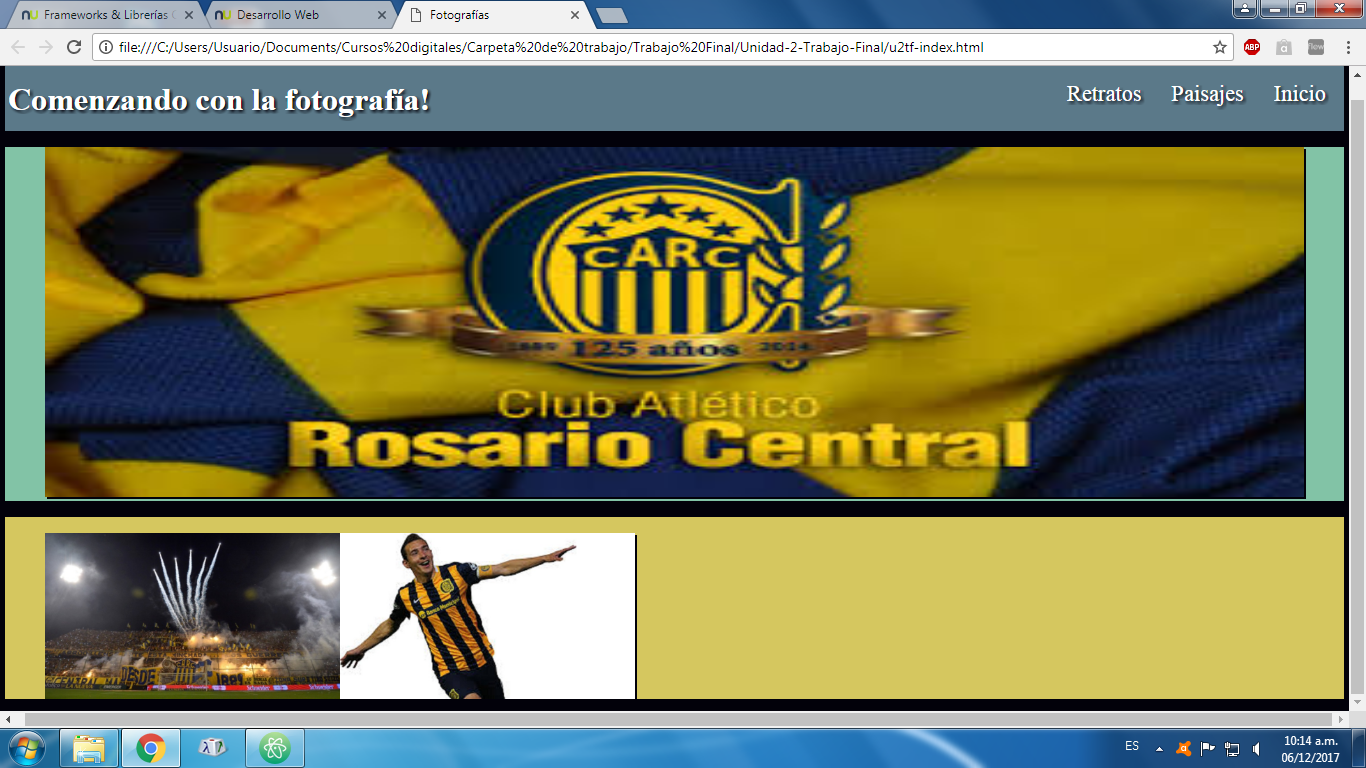 Frameworks & Librerías
Desarrollo Web
Fotografías
file:///C:/Users/Usuario/Documents/Cursos%20digitales/Carpeta%20de%20trabajo/Trabajo%20Final/Unidad-2-Trabajo-Final/u2tf-index.html
ABP
Comenzando con la fotografía!
Retratos Paisajes Inicio
CARC
1889 125 años 2014
Club Atlético
Rosario Central
1889
ES
10:14 a.m.
06/12/2017